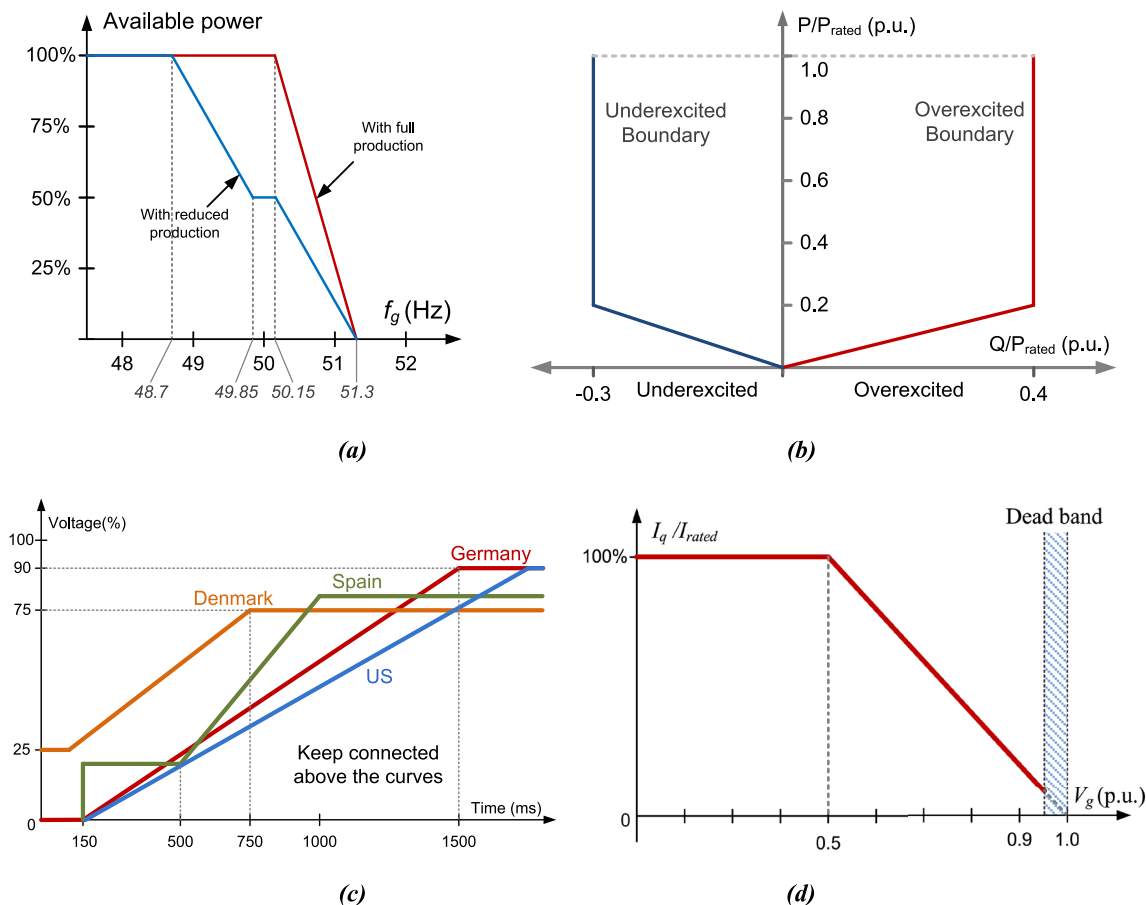 Available power
100%
75%
50%
25%
With full
production
With reduced
production
f_g (Hz)
48
49
50
51
52
48.7
49.85
50.15
51.3
(a)
P/P_rated (p.u.)
1.0
0.8
0.6
0.4
0.2
Underexcited
Boundary
Overexcited
Boundary
Q/P_rated (p.u.)
-0.3
Underexcited
Overexcited
0.4
(b)
Voltage(%)
100
90
75
25
0
Germany
Spain
Denmark
US
Keep connected
above the curves
Time (ms)
150
500
750
1000
1500
(c)
I_q /I_rated
Dead band
100%
0
V_g (p.u.)
0.5
0.9
1.0
(d)